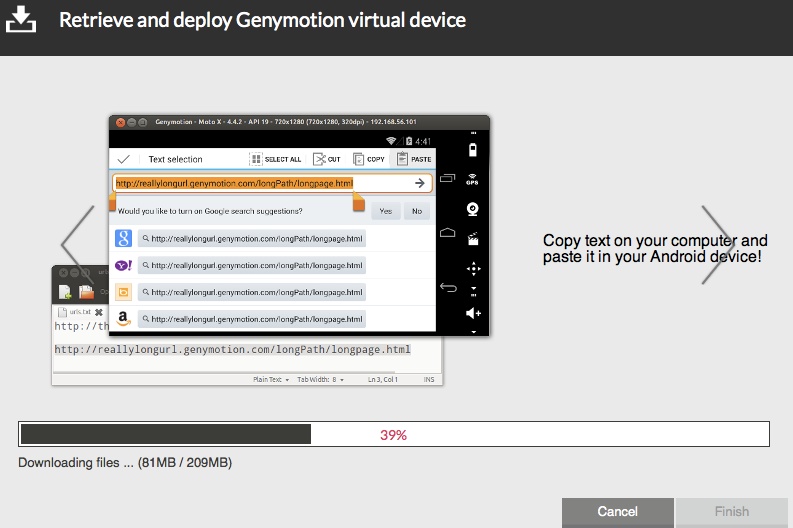 Retrieve and deploy Genymotion virtual device
Genymotion - Moto X - 4.4.2 - API 19 - 720x1280 (720x1280, 320dpi) - 192.168.56.101
4:41
Text selection SELECT ALL CUT COPY PASTE
http://reallylongurl.genymotion.com/longPath/longpage.html
GPS
Would you like to turn on Google search suggestions? Yes No
8 http://reallylongurl.genymotion.com/longPath/longpage.html
Y! http://reallylongurl.genymotion.com/longPath/longpage.html
http://reallylongurl.genymotion.com/longPath/longpage.html
a http://reallylongurl.genymotion.com/longPath/longpage.html
Copy text on your computer and
paste it in your Android device!
urls
urls.txt
http://th
http://reallylongurl.genymotion.com/longPath/longpage.html
Plain Text Tab Width: 8 Ln 3, Col 1 INS
39%
Downloading files ... (81MB / 209MB)
Cancel Finish